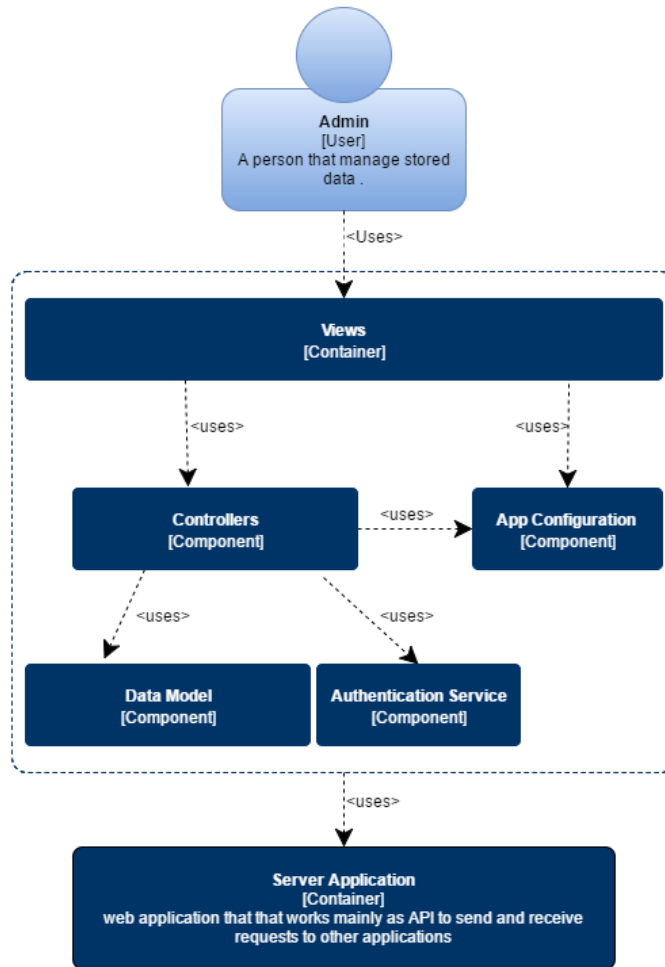 Admin
[User]
A person that manage stored
data .
<Uses>
Views
[Container]
<uses>
<uses>
Controllers
[Component]
<uses>
App Configuration
[Component]
<uses>
<uses>
Data Model
[Component]
Authentication Service
[Component]
<uses>
Server Application
[Container]
web application that that works mainly as API to send and receive
requests to other applications